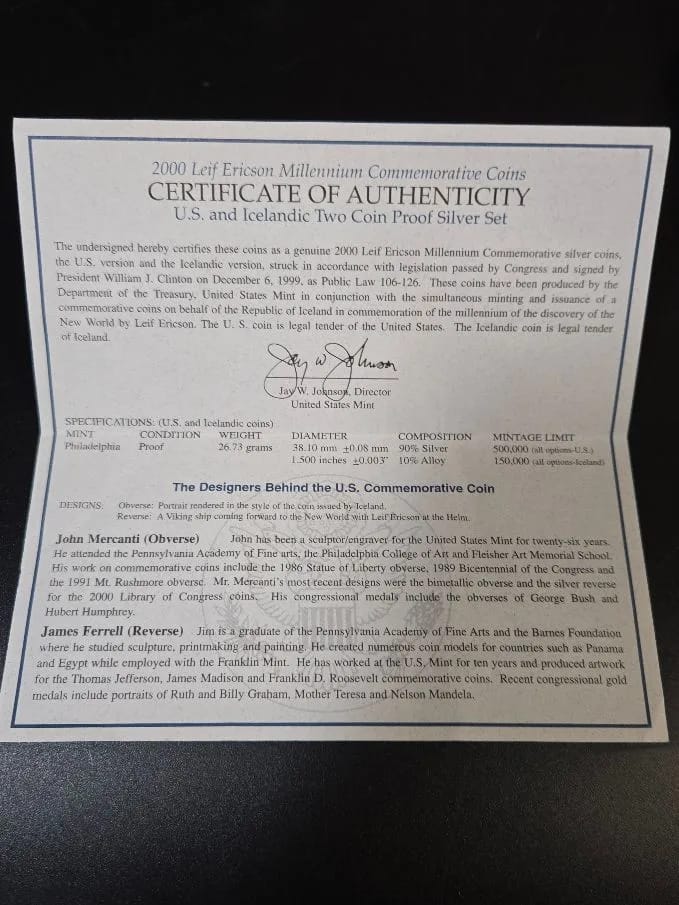 2000 Leif Ericson Millennium Commemorative Coins
CERTIFICATE OF AUTHENTICITY
U.S. and Icelandic Two Coin Proof Silver Set
The undersigned hereby certifies these coins as a genuine 2000 Leif Ericson Millennium Commemorative silver coins,
the U.S. version and the Icelandic version, struck in accordance with legislation passed by Congress and signed by
President William J. Clinton on December 6, 1999, as Public Law 106-126. These coins have been produced by the
Department of the Treasury, United States Mint in conjunction with the simultaneous minting and issuance of a
commemorative coins on behalf of the Republic of Iceland in commemoration of the millennium of the discovery of the
New World by Leif Ericson. The U. S. coin is legal tender of the United States. The Icelandic coin is legal tender
of Iceland.
Jay W Johnson
Jay W. Johnson, Director
United States Mint
SPECIFICATIONS: (U.S. and Icelandic coins)
MINT CONDITION WEIGHT DIAMETER COMPOSITION MINTAGE LIMIT
Philadelphia Proof 26.73 grams 38.10 mm ±0.08 mm 90% Silver 500,000 (all options-U.S.)
1.500 inches ±0.003" 10% Alloy 150,000 (all options-Iceland)
The Designers Behind the U.S. Commemorative Coin
DESIGNS: Obverse: Portrait rendered in the style of the coin issued by Iceland.
Reverse: A Viking ship coming forward to the New World with Leif Ericson at the Helm.
John Mercanti (Obverse) John has been a sculptor/engraver for the United States Mint for twenty-six years.
He attended the Pennsylvania Academy of Fine arts, the Philadelphia College of Art and Fleisher Art Memorial School.
His work on commemorative coins include the 1986 Statue of Liberty obverse, 1989 Bicentennial of the Congress and
the 1991 Mt. Rushmore obverse. Mr. Mercanti's most recent designs were the bimetallic obverse and the silver reverse
for the 2000 Library of Congress coins. His congressional medals include the obverses of George Bush and
Hubert Humphrey.
James Ferrell (Reverse) Jim is a graduate of the Pennsylvania Academy of Fine Arts and the Barnes Foundation
where he studied sculpture, printmaking and painting. He created numerous coin models for countries such as Panama
and Egypt while employed with the Franklin Mint. He has worked at the U.S. Mint for ten years and produced artwork
for the Thomas Jefferson, James Madison and Franklin D. Roosevelt commemorative coins. Recent congressional gold
medals include portraits of Ruth and Billy Graham, Mother Teresa and Nelson Mandela.